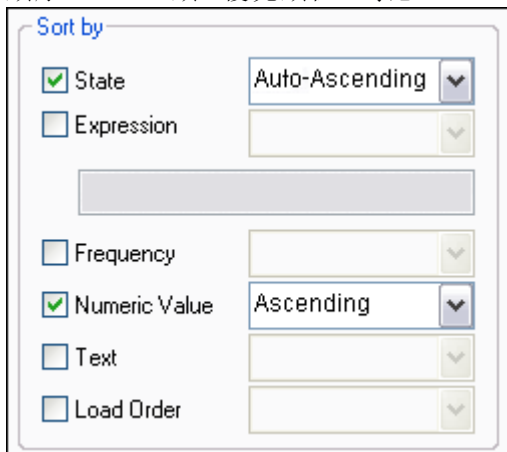 Sort by
State Auto-Ascending
Expression
Frequency
Numeric Value Ascending
Text
Load Order